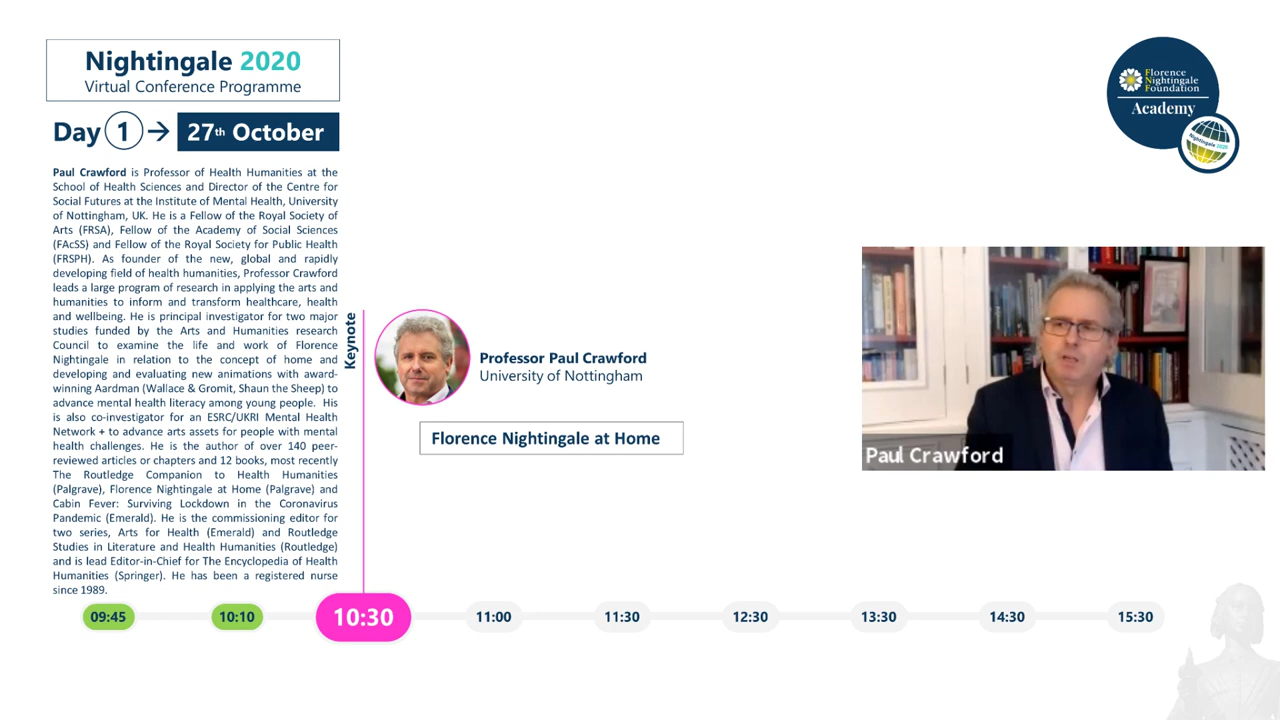 Nightingale 2020
Virtual Conference Programme
Day 1 → 27th October
Paul Crawford is Professor of Health Humanities at the
School of Health Sciences and Director of the Centre for
Social Futures at the Institute of Mental Health, University
of Nottingham, UK. He is a Fellow of the Royal Society of
Arts (FRSA), Fellow of the Academy of Social Sciences
(FAcSS) and Fellow of the Royal Society for Public Health
(FRSPH). As founder of the new, global and rapidly
developing field of health humanities, Professor Crawford
leads a large program of research in applying the arts and
humanities to inform and transform healthcare, health
and wellbeing. He is principal investigator for two major
studies funded by the Arts and Humanities research
Council to examine the life and work of Florence
Nightingale in relation to the concept of home and
developing and evaluating new animations with award-
winning Aardman (Wallace & Gromit, Shaun the Sheep) to
advance mental health literacy among young people. His
is also co-investigator for an ESRC/UKRI Mental Health
Network + to advance arts assets for people with mental
health challenges. He is the author of over 140 peer-
reviewed articles or chapters and 12 books, most recently
The Routledge Companion to Health Humanities
(Palgrave), Florence Nightingale at Home (Palgrave) and
Cabin Fever: Surviving Lockdown in the Coronavirus
Pandemic (Emerald). He is the commissioning editor for
two series, Arts for Health (Emerald) and Routledge
Studies in Literature and Health Humanities (Routledge)
and is lead Editor-in-Chief for The Encyclopedia of Health
Humanities (Springer). He has been a registered nurse
since 1989.
Keynote
Professor Paul Crawford
University of Nottingham
Florence Nightingale at Home
Florence
Nightingale
Foundation
Academy
Nightingale 2020
Paul Crawford
09:45
10:10
10:30
11:00
11:30
12:30
13:30
14:30
15:30